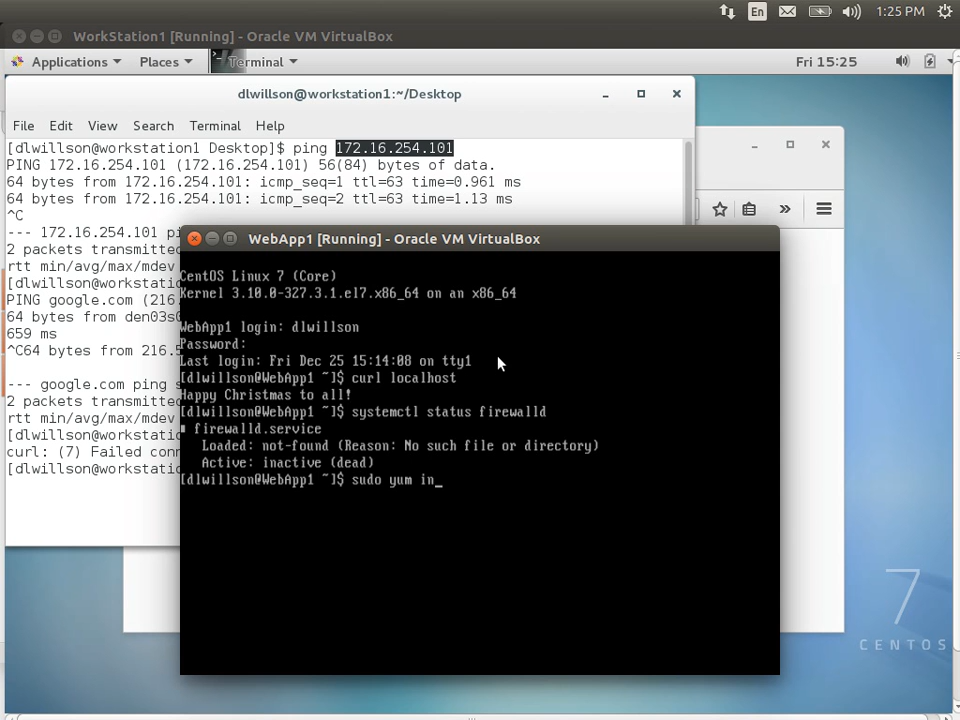 En
1:25 PM
WorkStation1 [Running] - Oracle VM VirtualBox
Applications
Places
Terminal
Fri 15:25
dlwillson@workstation1:~/Desktop
File Edit View Search Terminal Help
[dlwillson@workstation1 Desktop]$ ping 172.16.254.101
PING 172.16.254.101 (172.16.254.101) 56(84) bytes of data.
64 bytes from 172.16.254.101: icmp_seq=1 ttl=63 time=0.961 ms
64 bytes from 172.16.254.101: icmp_seq=2 ttl=63 time=1.13 ms
^C
--- 172.16.254.101 pi
2 packets transmitted
rtt min/avg/max/mdev
[dlwillson@workstatio
PING google.com (216.
64 bytes from den03s0
659 ms
^C64 bytes from 216.5
--- google.com ping s
2 packets transmitted
rtt min/avg/max/mdev
[dlwillson@workstatio
curl: (7) Failed conn
[dlwillson@workstatio
WebApp1 [Running] - Oracle VM VirtualBox
CentOS Linux 7 (Core)
Kernel 3.10.0-327.3.1.el7.x86_64 on an x86_64
WebApp1 login: dlwillson
Password:
Last login: Fri Dec 25 15:14:08 on tty1
[dlwillson@WebApp1 ~]$ curl localhost
Happy Christmas to all!
[dlwillson@WebApp1 ~]$ systemctl status firewalld
firewalld.service
Loaded: not-found (Reason: No such file or directory)
Active: inactive (dead)
[dlwillson@WebApp1 ~]$ sudo yum in_
7
CENTOS